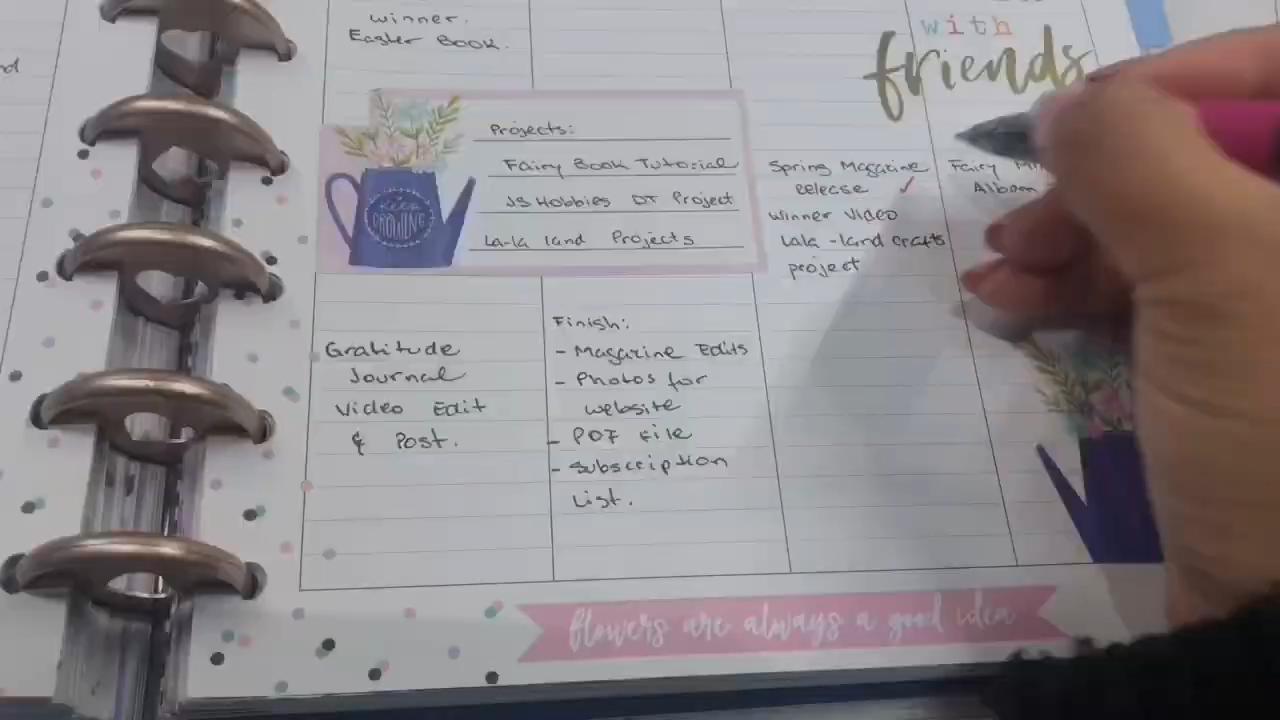 winner.
Easter Book.
with
friends
Projects:
Fairy Book Tutorial
JS Hobbies DT Project
La-la land Projects
keep
GROWING
Spring Magazine
release ✓
winner video
Lala-land crafts
project
Fairy
Album
Gratitude
Journal
Video Edit
& Post.
Finish:
- Magazine Edits
- Photos for
website
- PDF File
- Subscription
List.
flowers are always a good idea